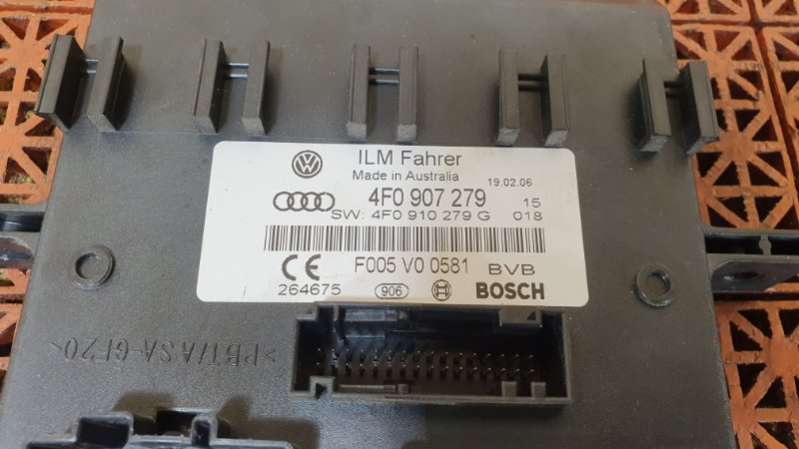 ILM Fahrer
Made in Australia
19.02.06
4F0 907 279 15
SW: 4F0 910 279 G 018
F005 V0 0581 BVB
CE
264675 906 BOSCH
>PBT/ASA-GF20<